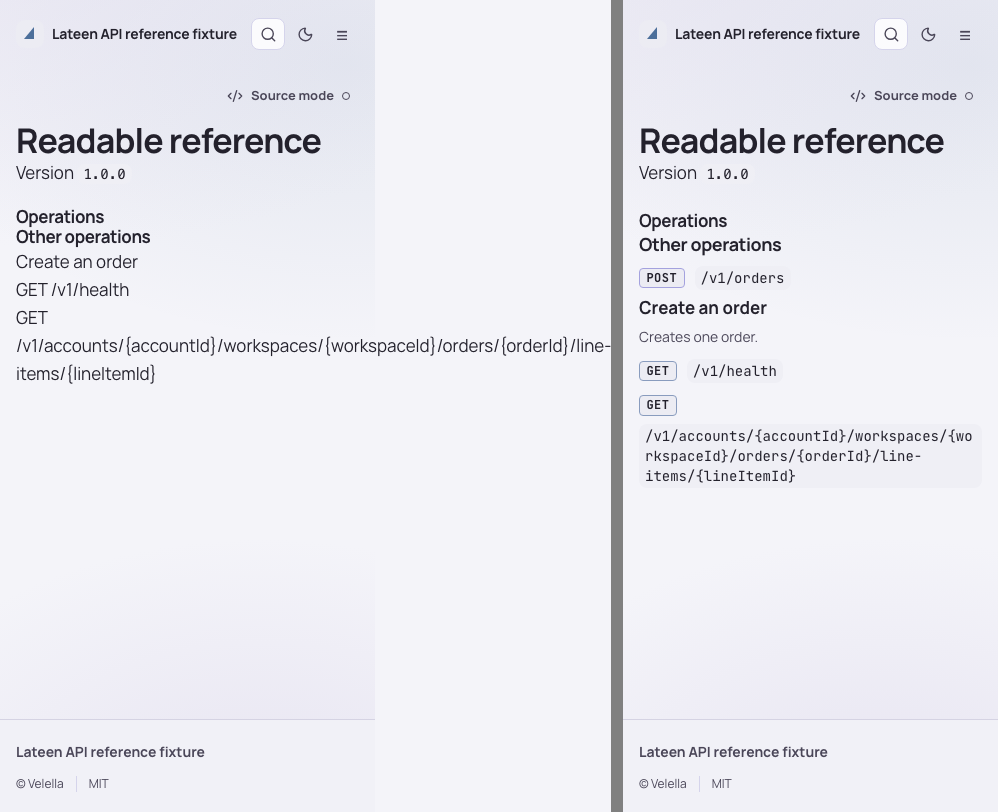 Lateen API reference fixture
Source mode
Readable reference
Version 1.0.0
Operations
Other operations
Create an order
GET /v1/health
GET
/v1/accounts/{accountId}/workspaces/{workspaceId}/orders/{orderId}/line-
items/{lineItemId}
Lateen API reference fixture
© Velella
MIT
Lateen API reference fixture
Source mode
Readable reference
Version 1.0.0
Operations
Other operations
POST /v1/orders
Create an order
Creates one order.
GET /v1/health
GET
/v1/accounts/{accountId}/workspaces/{wo
rkspaceId}/orders/{orderId}/line-
items/{lineItemId}
Lateen API reference fixture
© Velella
MIT